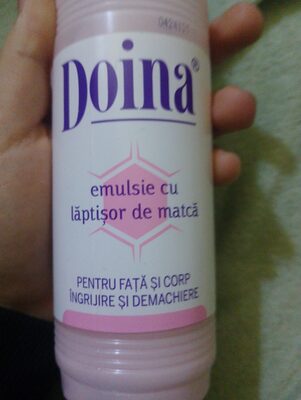 Doina®
emulsie cu
lăptișor de matcă
PENTRU FAȚĂ ȘI CORP
ÎNGRIJIRE ȘI DEMACHIERE